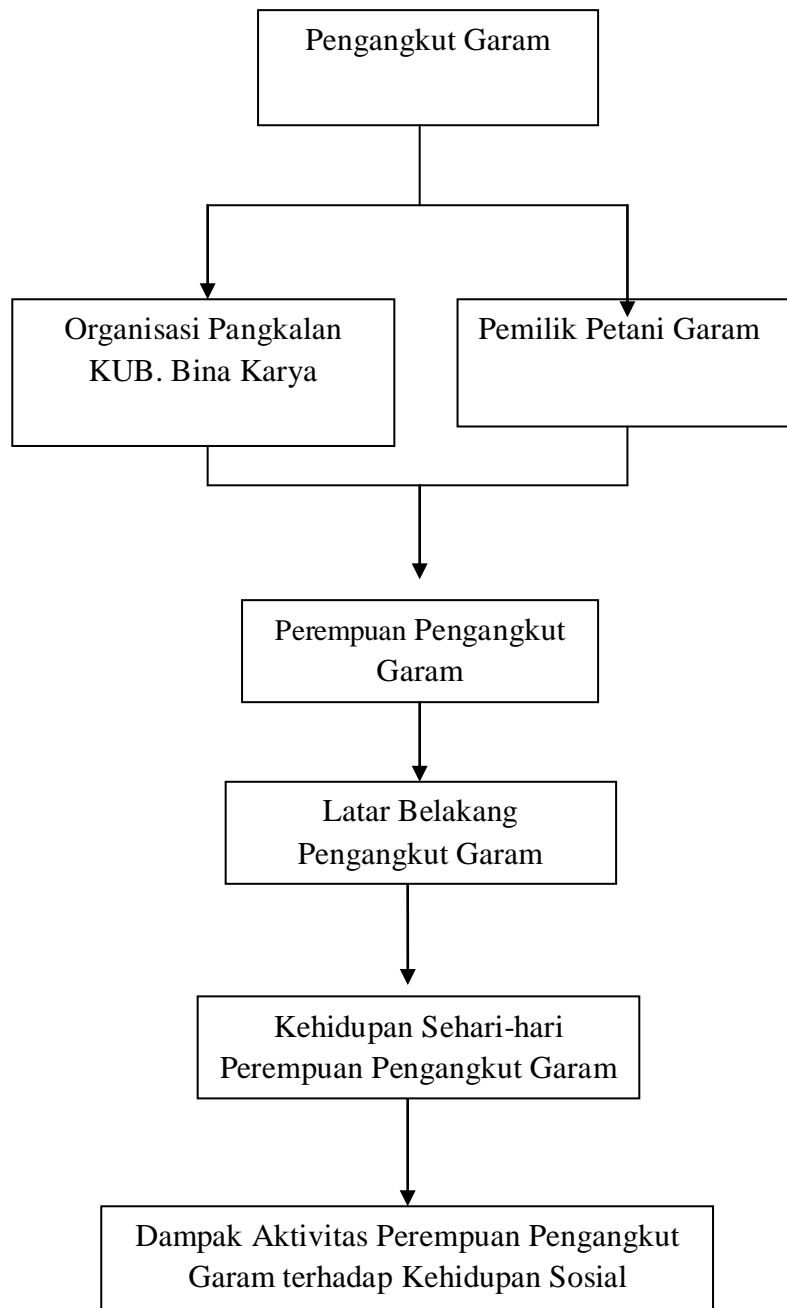 Pengangkut Garam
Organisasi Pangkalan
KUB. Bina Karya
Pemilik Petani Garam
Perempuan Pengangkut
Garam
Latar Belakang
Pengangkut Garam
Kehidupan Sehari-hari
Perempuan Pengangkut Garam
Dampak Aktivitas Perempuan Pengangkut
Garam terhadap Kehidupan Sosial